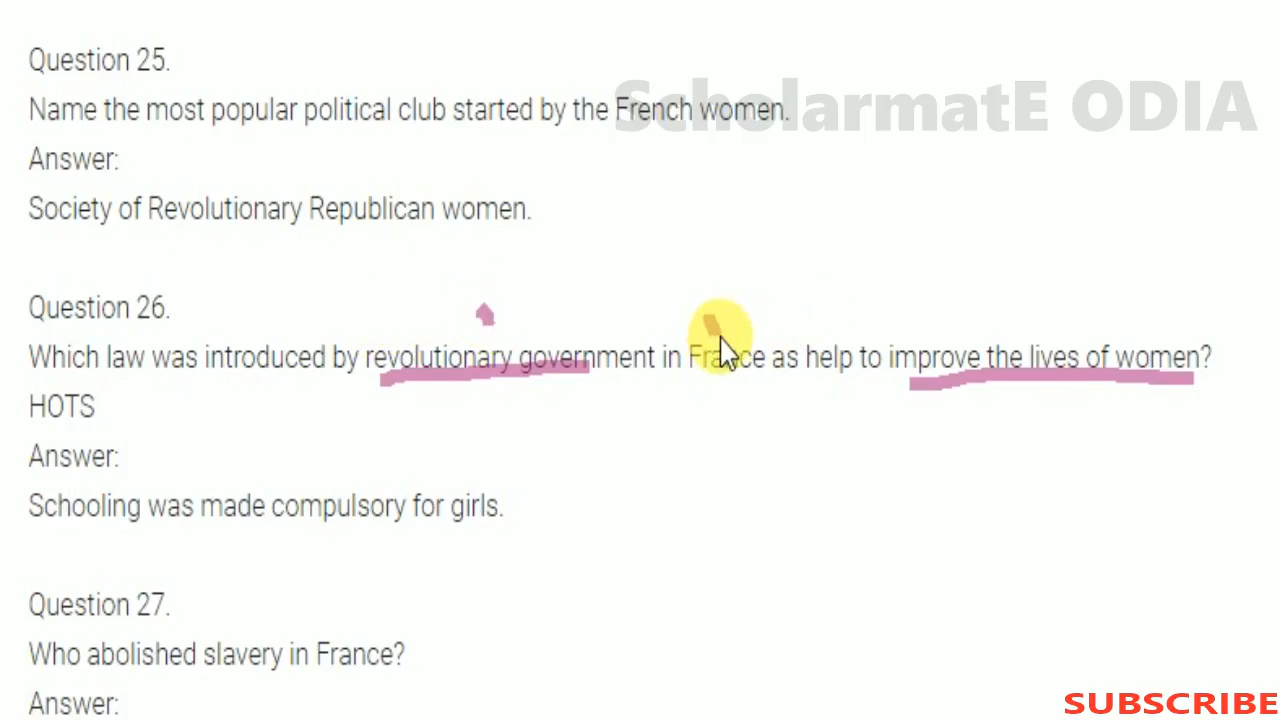 Question 25.
ScholarmatE ODIA
Name the most popular political club started by the French women.
Answer:
Society of Revolutionary Republican women.
Question 26.
Which law was introduced by revolutionary government in France as help to improve the lives of women?
HOTS
Answer:
Schooling was made compulsory for girls.
Question 27.
Who abolished slavery in France?
Answer:
SUBSCRIBE